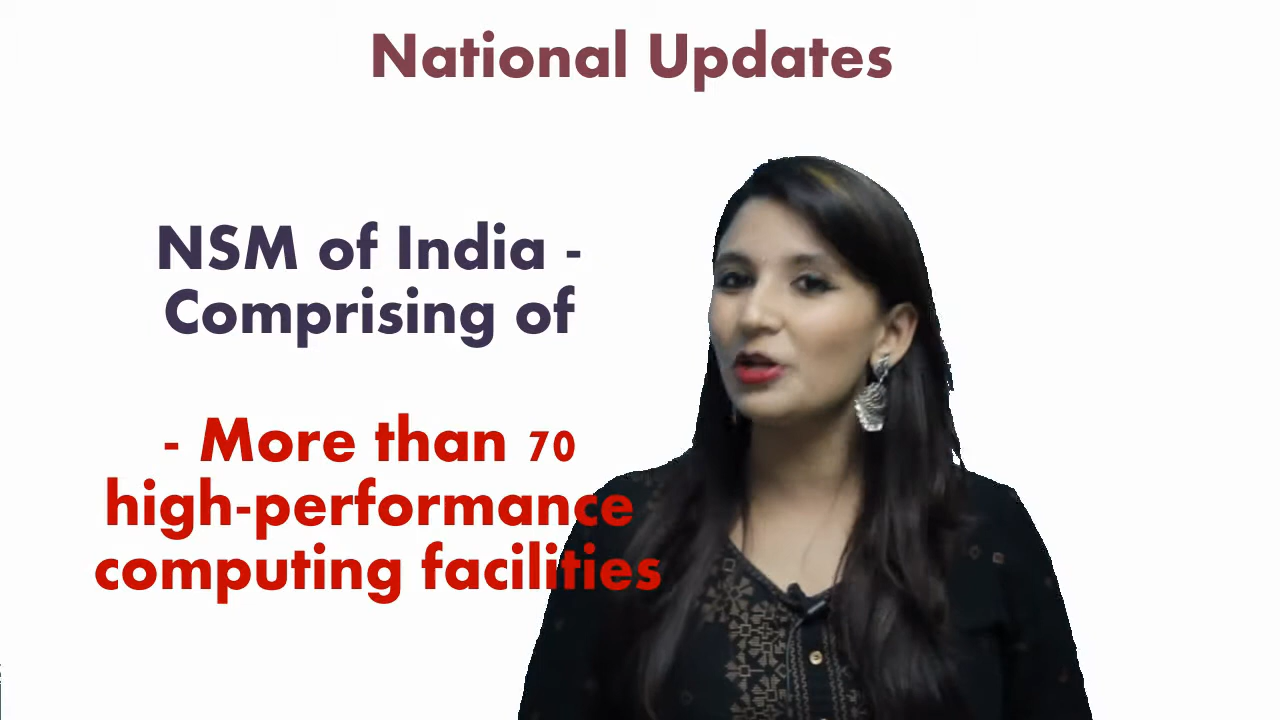 National Updates
NSM of India -
Comprising of
- More than 70
high-performance
computing facilities